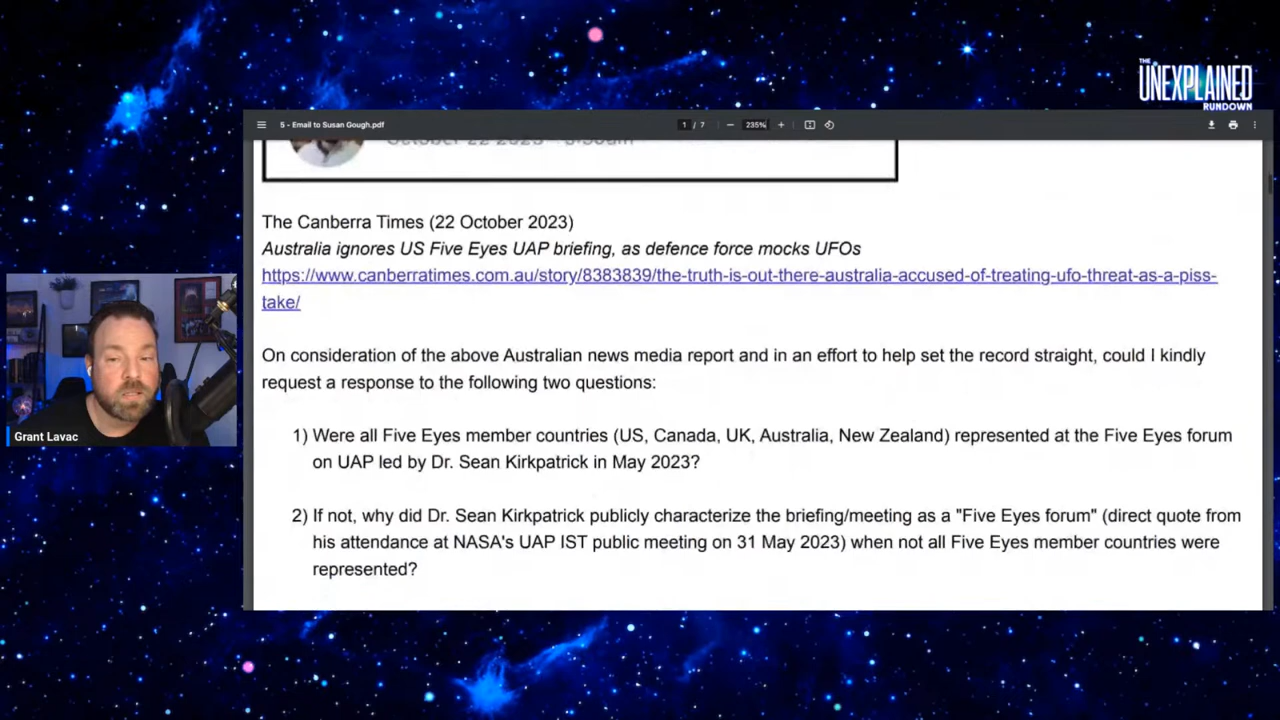 THE
UNEXPLAINED
RUNDOWN
5 - Email to Susan Gough.pdf
1 / 7
235%
October 22 2023 - 5:30am
The Canberra Times (22 October 2023)
Australia ignores US Five Eyes UAP briefing, as defence force mocks UFOs
https://www.canberratimes.com.au/story/8383839/the-truth-is-out-there-australia-accused-of-treating-ufo-threat-as-a-piss-
take/
On consideration of the above Australian news media report and in an effort to help set the record straight, could I kindly
request a response to the following two questions:
1) Were all Five Eyes member countries (US, Canada, UK, Australia, New Zealand) represented at the Five Eyes forum
on UAP led by Dr. Sean Kirkpatrick in May 2023?
2) If not, why did Dr. Sean Kirkpatrick publicly characterize the briefing/meeting as a "Five Eyes forum" (direct quote from
his attendance at NASA's UAP IST public meeting on 31 May 2023) when not all Five Eyes member countries were
represented?
Grant Lavac